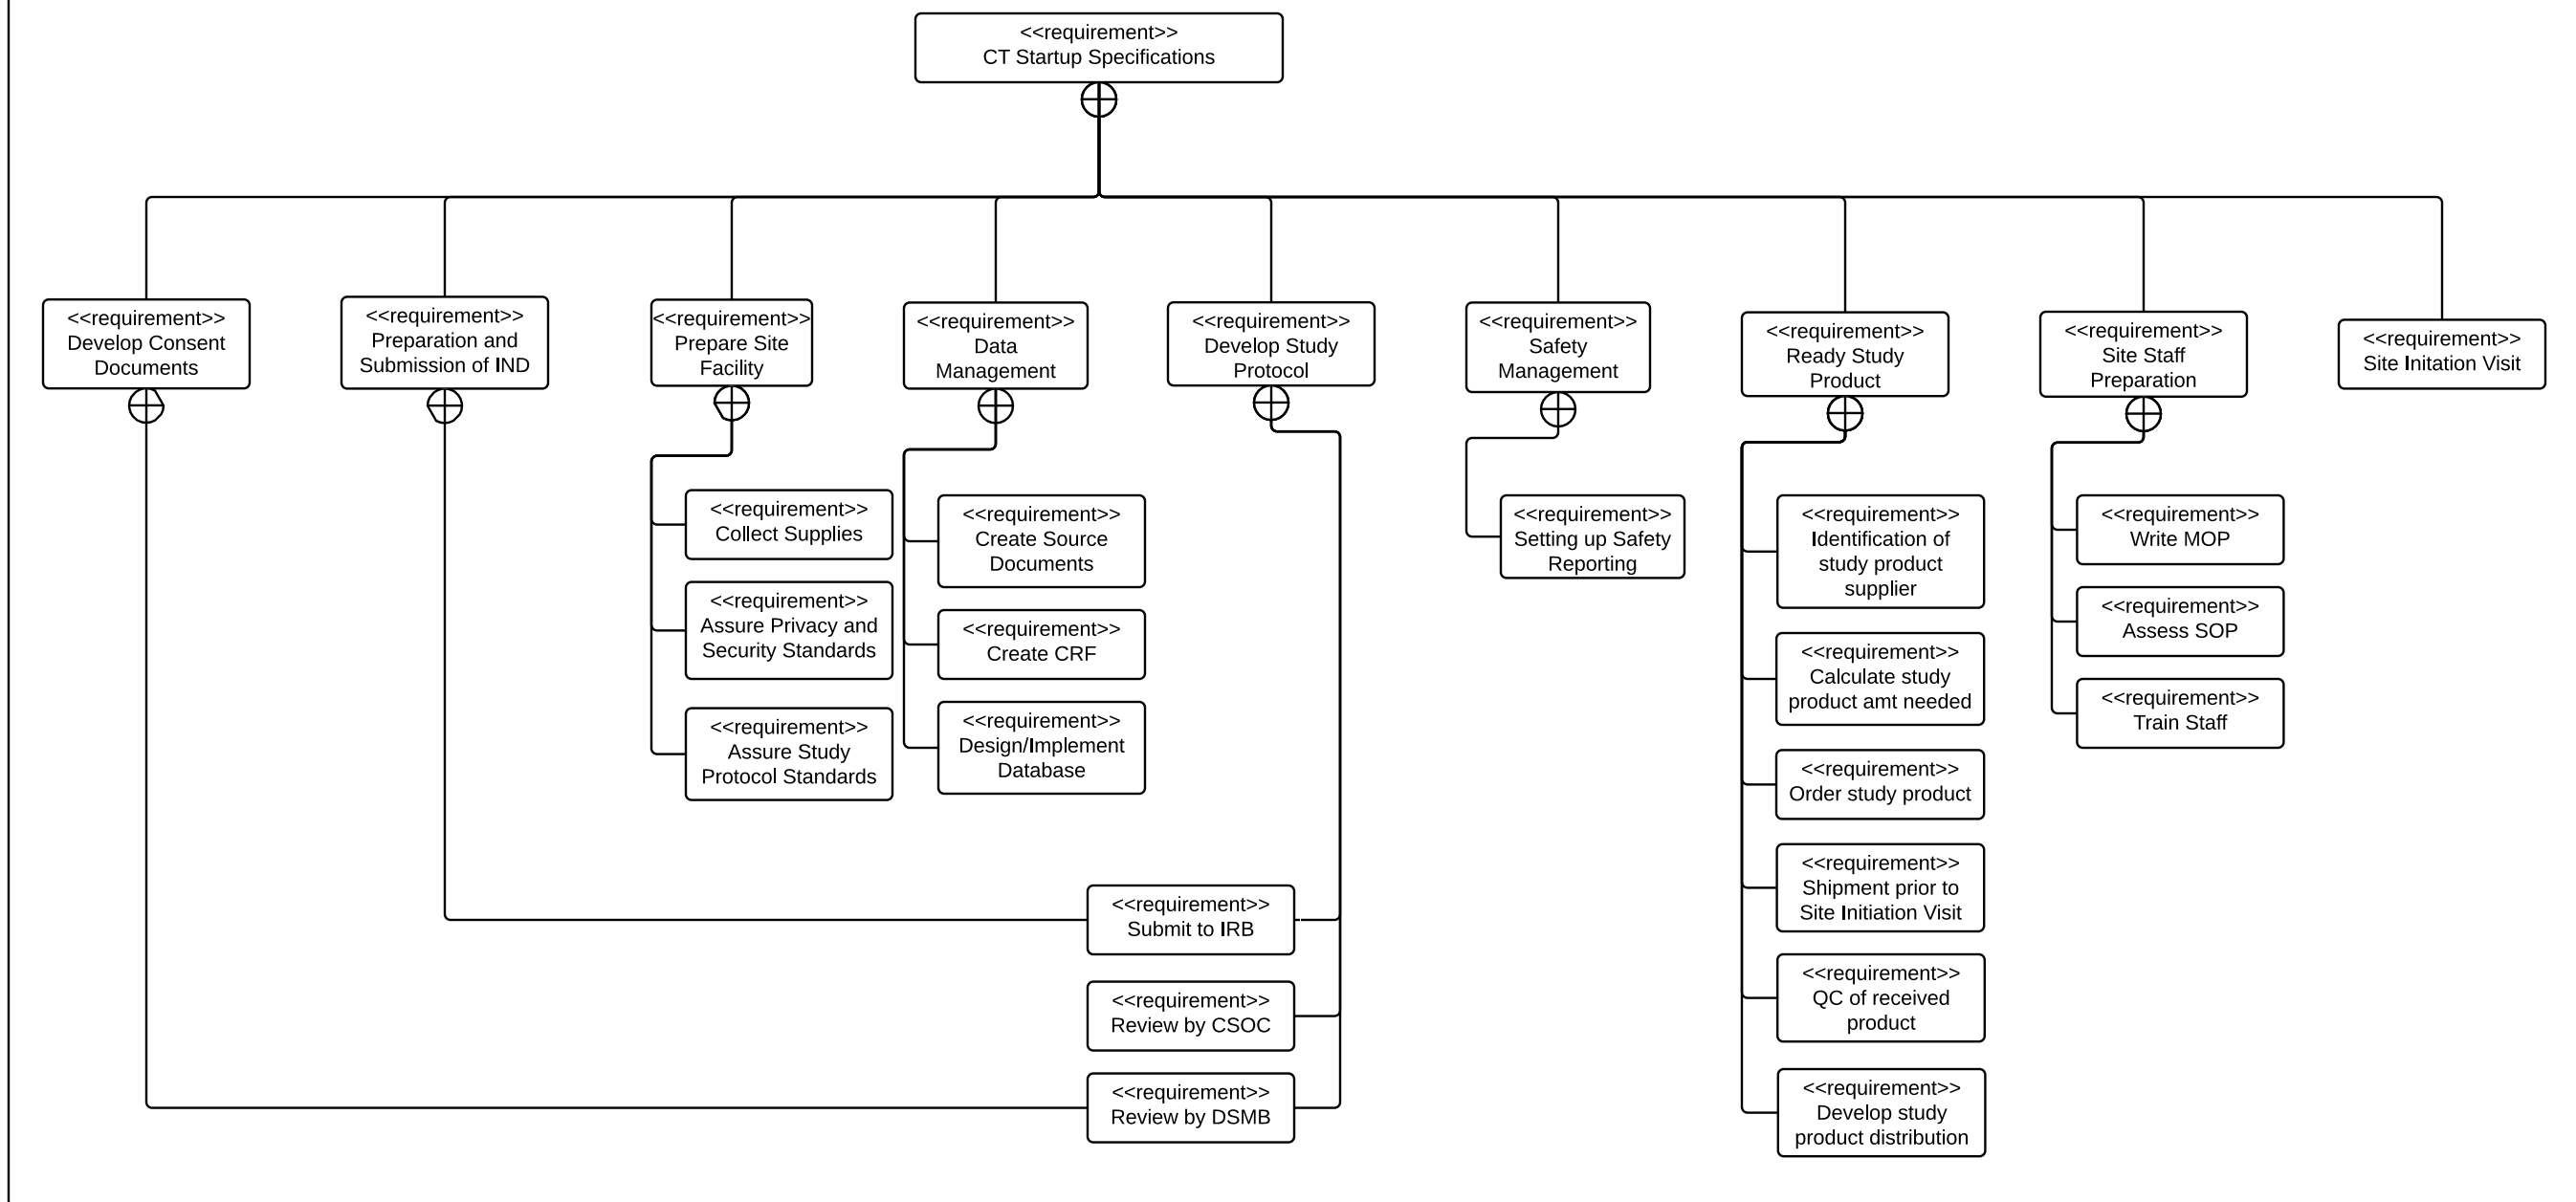 <<requirement>>
CT Startup Specifications
<<requirement>>
Develop Consent
Documents
<<requirement>>
Preparation and
Submission of IND
<<requirement>>
Prepare Site
Facility
<<requirement>>
Data
Management
<<requirement>>
Develop Study
Protocol
<<requirement>>
Safety
Management
<<requirement>>
Ready Study
Product
<<requirement>>
Site Staff
Preparation
<<requirement>>
Site Initation Visit
<<requirement>>
Collect Supplies
<<requirement>>
Assure Privacy and
Security Standards
<<requirement>>
Assure Study
Protocol Standards
<<requirement>>
Create Source
Documents
<<requirement>>
Create CRF
<<requirement>>
Design/Implement
Database
<<requirement>>
Submit to IRB
<<requirement>>
Review by CSOC
<<requirement>>
Review by DSMB
<<requirement>>
Setting up Safety
Reporting
<<requirement>>
Identification of
study product
supplier
<<requirement>>
Calculate study
product amt needed
<<requirement>>
Order study product
<<requirement>>
Shipment prior to
Site Initiation Visit
<<requirement>>
QC of received
product
<<requirement>>
Develop study
product distribution
<<requirement>>
Write MOP
<<requirement>>
Assess SOP
<<requirement>>
Train Staff